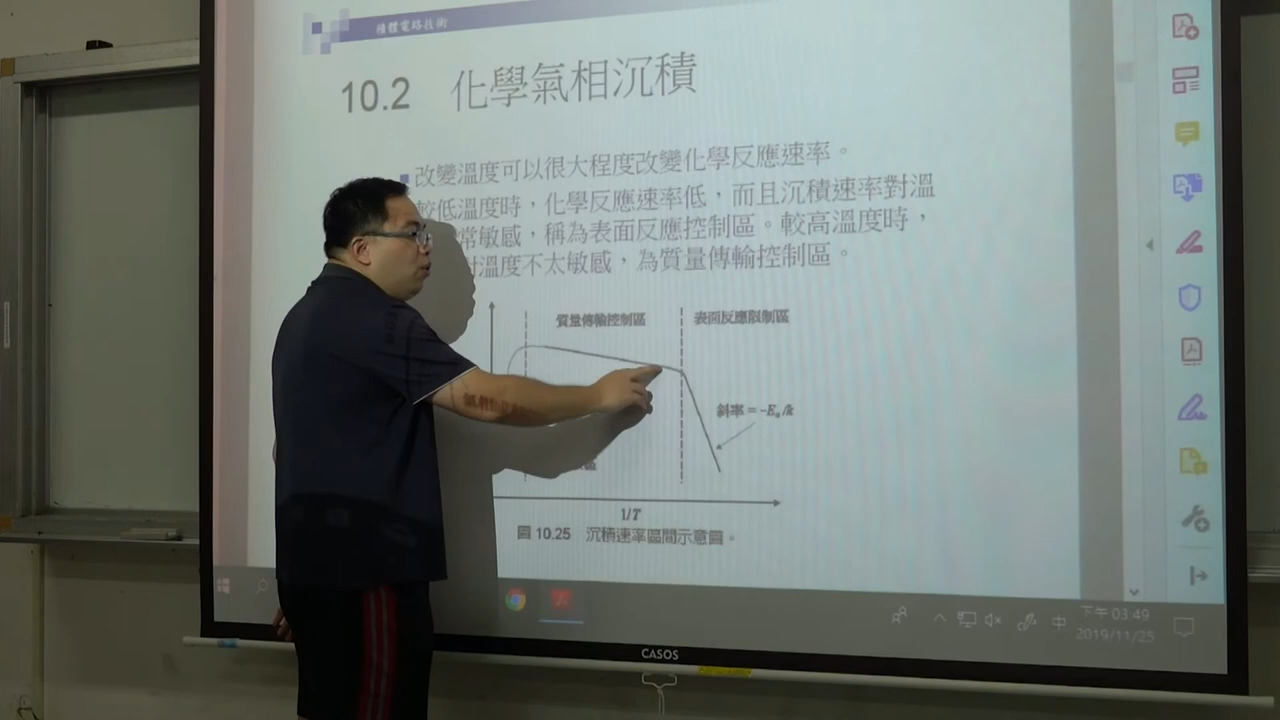 積體電路技術
10.2 化學氣相沉積
改變溫度可以很大程度改變化學反應速率。
較低溫度時，化學反應速率低，而且沉積速率對溫
常敏感，稱為表面反應控制區。較高溫度時，
對溫度不太敏感，為質量傳輸控制區。
質量傳輸控制區
表面反應限制區
斜率 = -Ea/k
區
1/T
圖 10.25 沉積速率區間示意圖。
中
下午 03:49
2019/11/25
CASOS